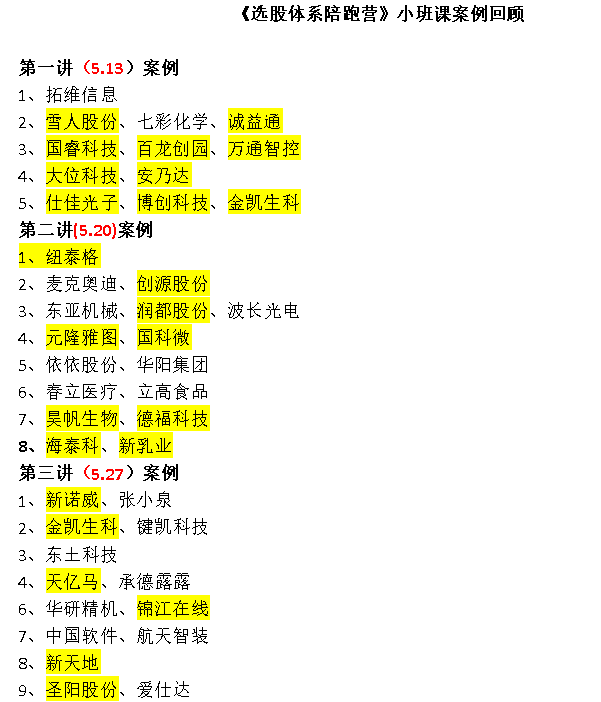 《选股体系陪跑营》小班课案例回顾
第一讲（5.13）案例
1、拓维信息
2、雪人股份、七彩化学、诚益通
3、国睿科技、百龙创园、万通智控
4、大位科技、安乃达
5、仕佳光子、博创科技、金凯生科
第二讲(5.20)案例
1、纽泰格
2、麦克奥迪、创源股份
3、东亚机械、润都股份、波长光电
4、元隆雅图、国科微
5、依依股份、华阳集团
6、春立医疗、立高食品
7、昊帆生物、德福科技
8、海泰科、新乳业
第三讲（5.27）案例
1、新诺威、张小泉
2、金凯生科、键凯科技
3、东土科技
4、天亿马、承德露露
6、华研精机、锦江在线
7、中国软件、航天智装
8、新天地
9、圣阳股份、爱仕达